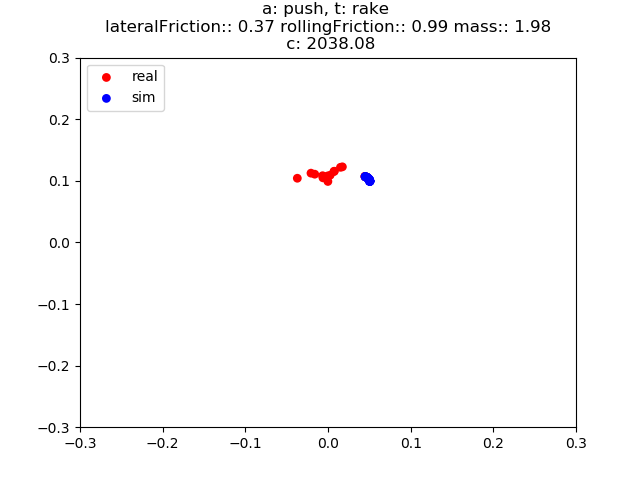 a: push, t: rake
lateralFriction:: 0.37 rollingFriction:: 0.99 mass:: 1.98
c: 2038.08
real
sim
0.3
0.2
0.1
0.0
−0.1
−0.2
−0.3
−0.3 −0.2 −0.1 0.0 0.1 0.2 0.3